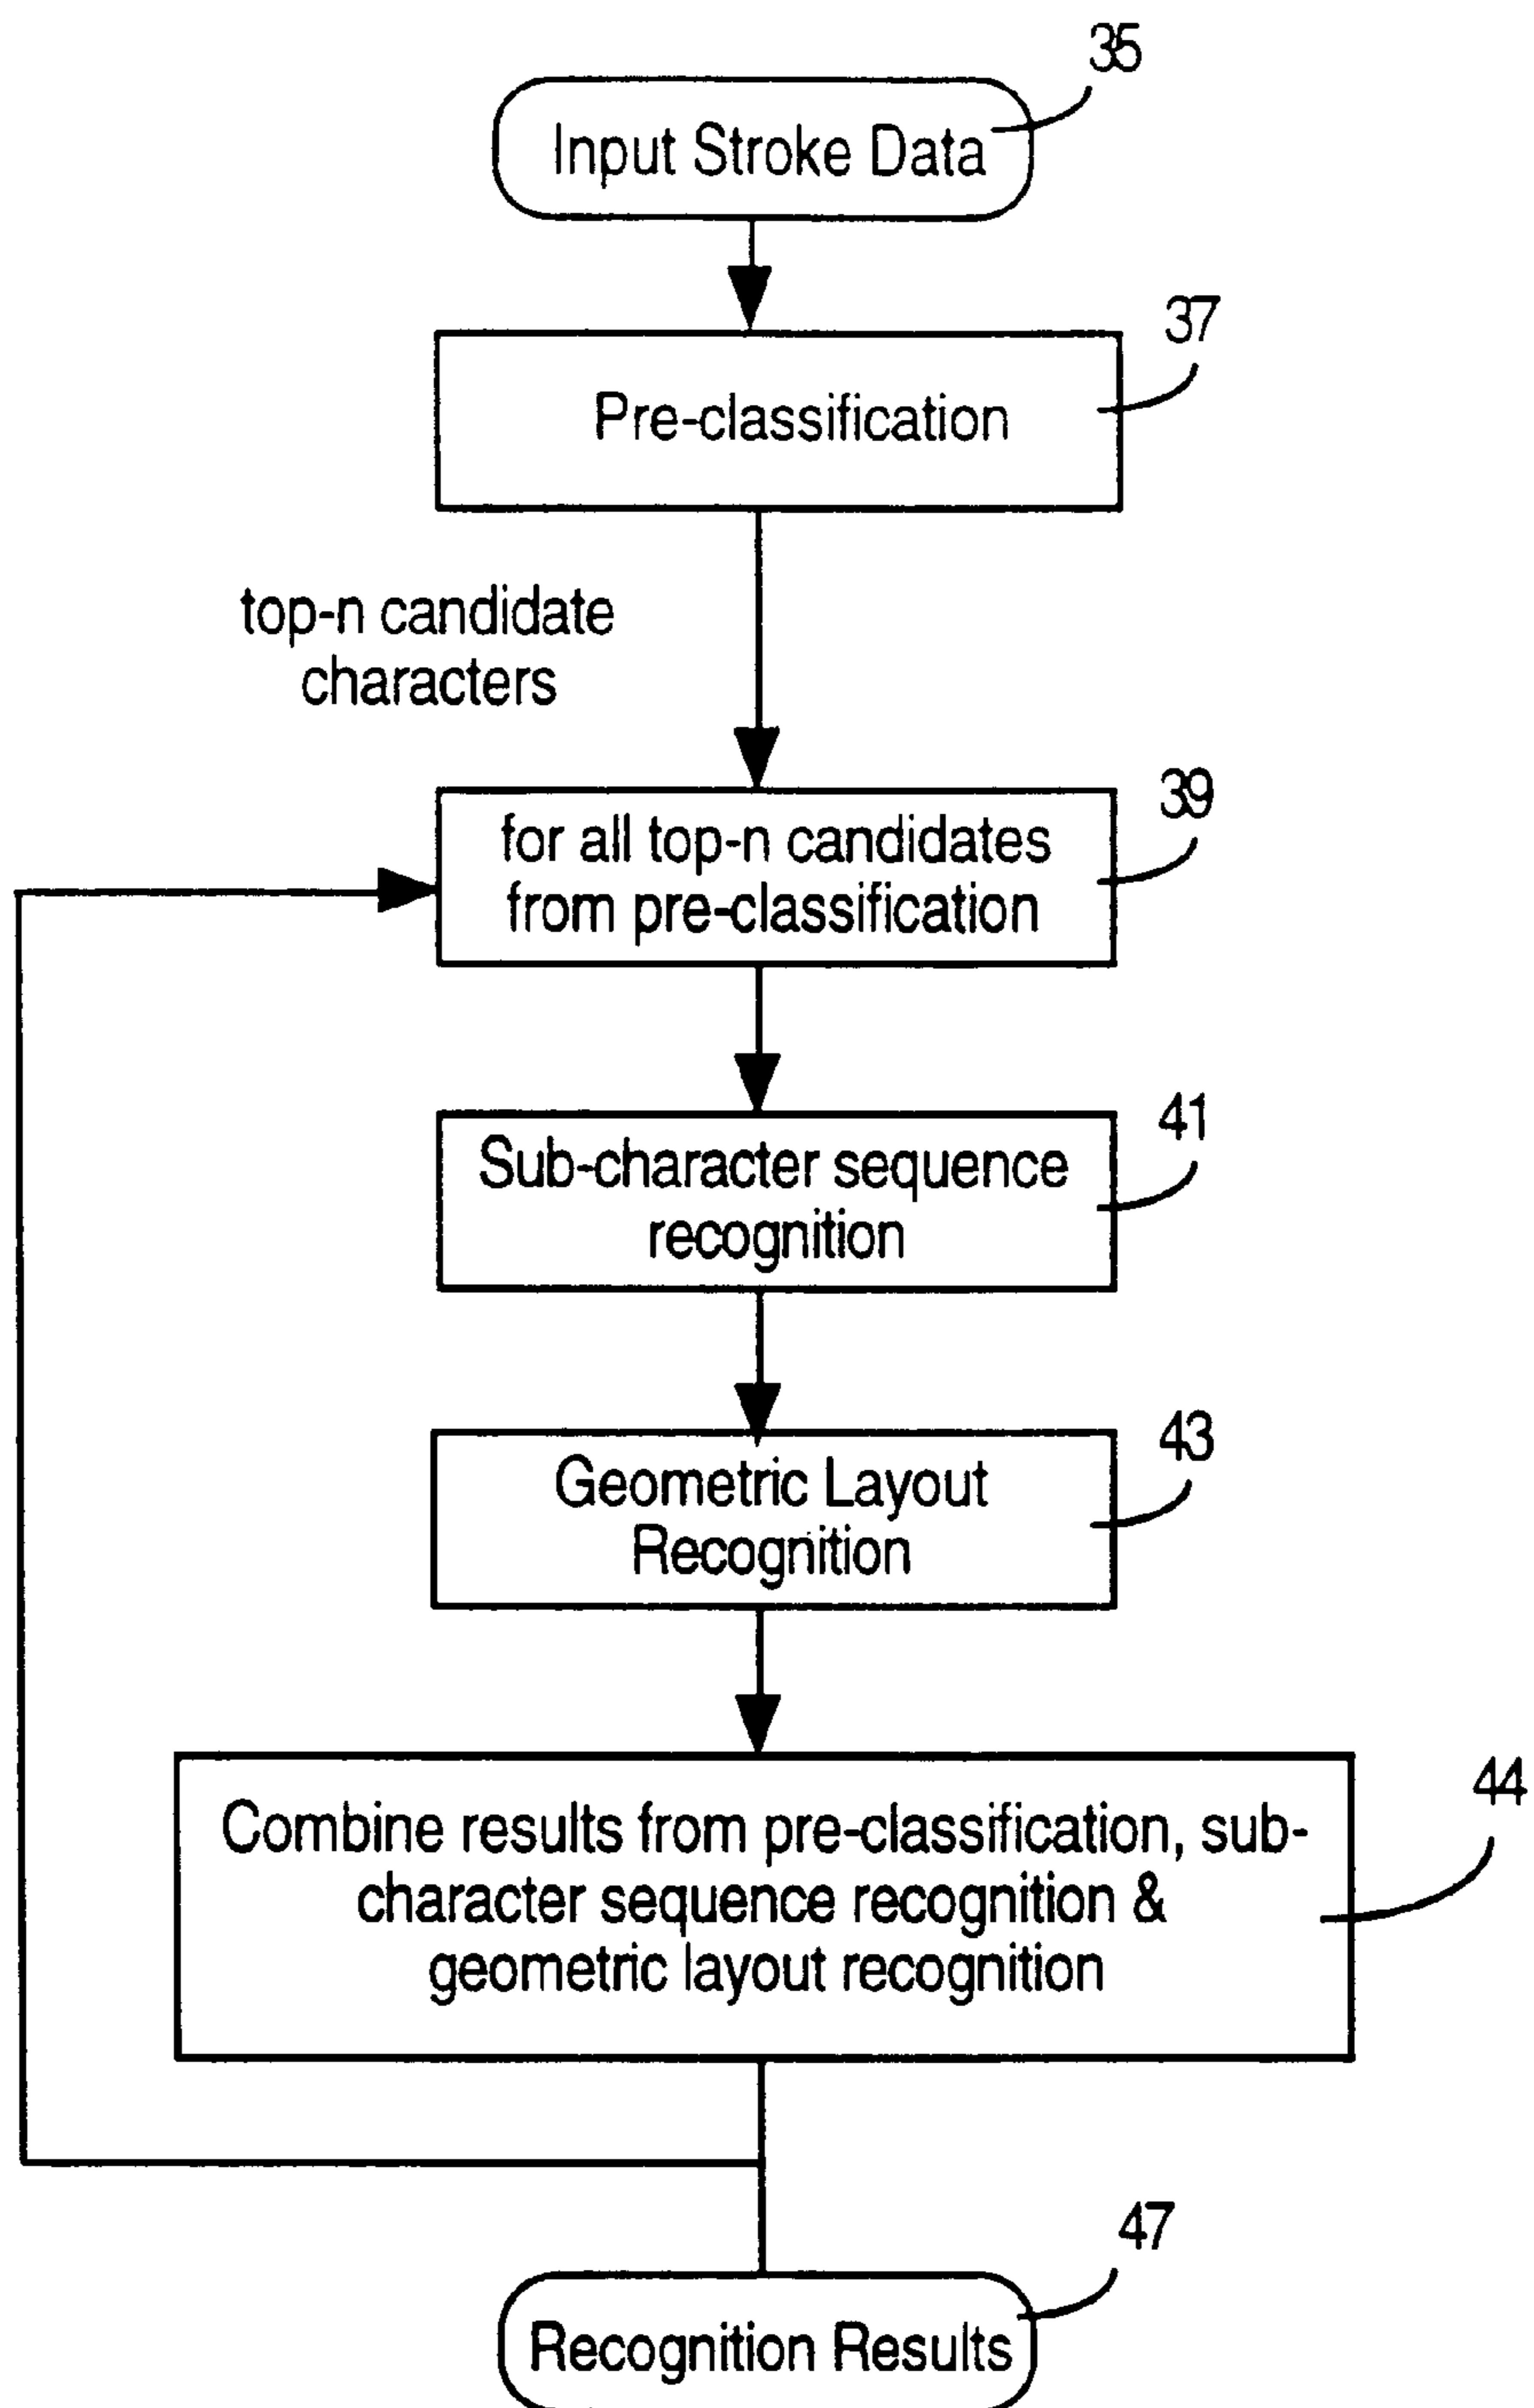 35
Input Stroke Data
37
Pre-classification
top-n candidate
characters
39
for all top-n candidates
from pre-classification
41
Sub-character sequence
recognition
43
Geometric Layout
Recognition
44
Combine results from pre-classification, sub-
character sequence recognition &
geometric layout recognition
47
Recognition Results